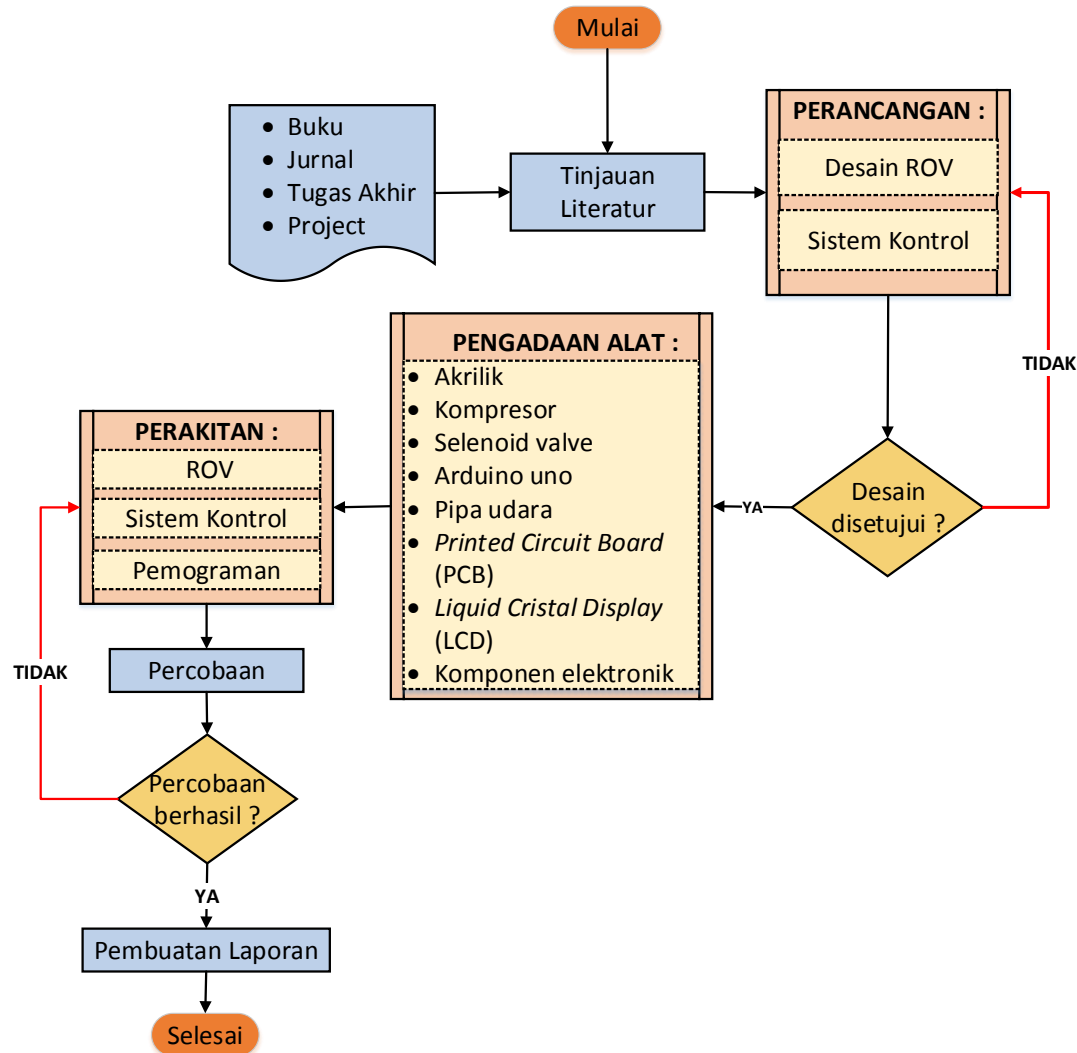 Mulai
• Buku
• Jurnal
• Tugas Akhir
• Project
Tinjauan
Literatur
PERANCANGAN :
Desain ROV
Sistem Kontrol
TIDAK
Desain
disetujui ?
YA
PENGADAAN ALAT :
• Akrilik
• Kompresor
• Selenoid valve
• Arduino uno
• Pipa udara
• Printed Circuit Board
(PCB)
• Liquid Cristal Display
(LCD)
• Komponen elektronik
PERAKITAN :
ROV
Sistem Kontrol
Pemograman
TIDAK
Percobaan
Percobaan
berhasil ?
YA
Pembuatan Laporan
Selesai